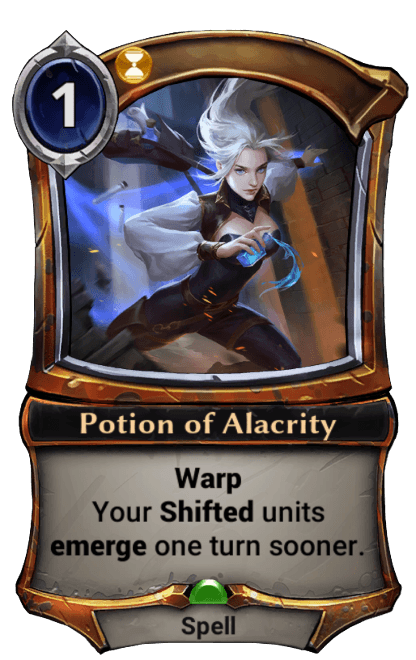 1
Potion of Alacrity
Warp
Your Shifted units
emerge one turn sooner.
Spell